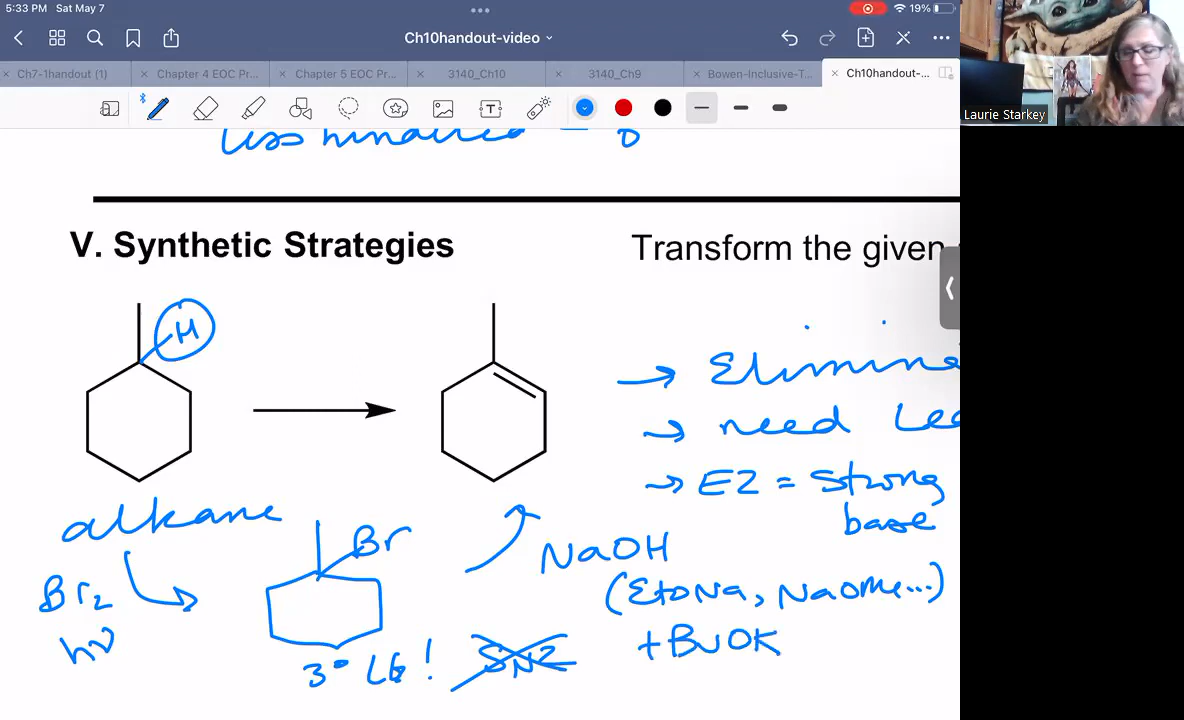 5:33 PM Sat May 7
19%
Ch10handout-video
Ch7-1handout (1)
Chapter 4 EOC Pr...
Chapter 5 EOC Pr...
3140_Ch10
3140_Ch9
Bowen-Inclusive-T...
Ch10handout-...
Laurie Starkey
less hindered =
V. Synthetic Strategies
Transform the given
H
→ Elimina
→ need Lea
→ E2 = strong
base
alkane
Br2
hν
Br
3° LG!
SN2
NaOH
(EtONa, NaOMe...)
tBuOK